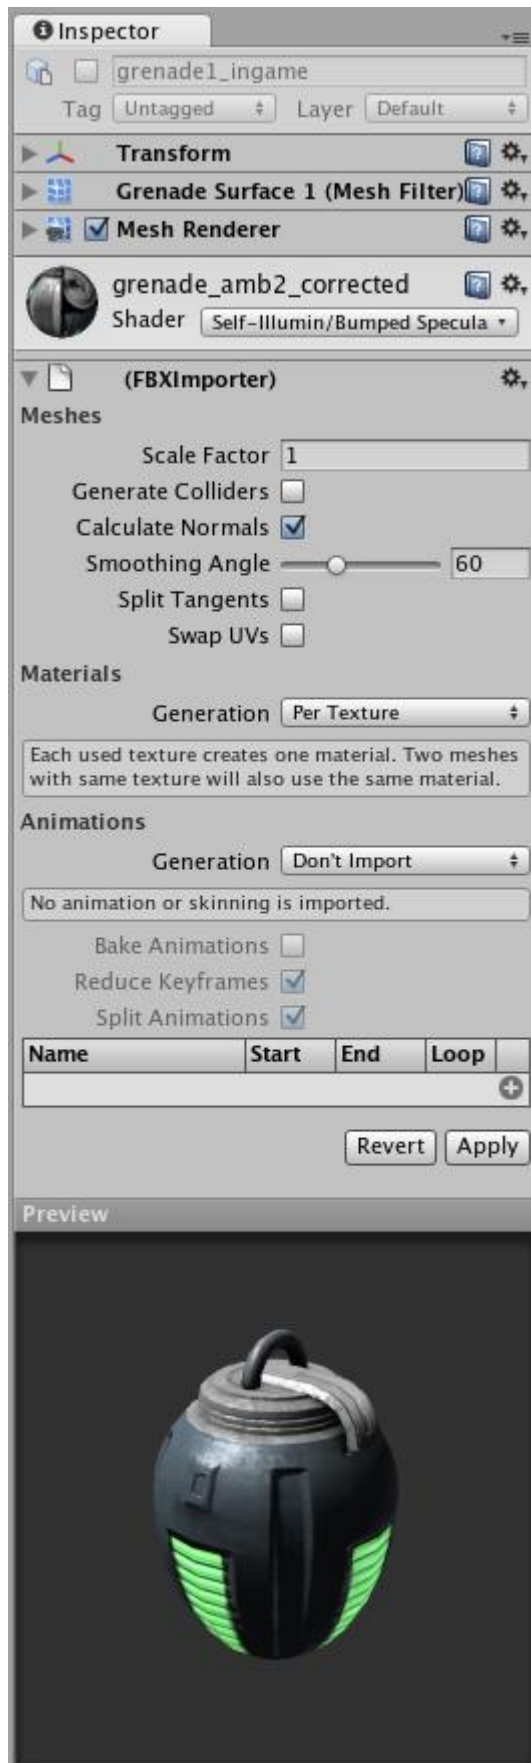 Inspector
grenade1_ingame
Tag Untagged Layer Default
Transform
Grenade Surface 1 (Mesh Filter)
Mesh Renderer
grenade_amb2_corrected
Shader Self-Illumin/Bumped Specula
(FBXImporter)
Meshes
Scale Factor 1
Generate Colliders
Calculate Normals
Smoothing Angle 60
Split Tangents
Swap UVs
Materials
Generation Per Texture
Each used texture creates one material. Two meshes
with same texture will also use the same material.
Animations
Generation Don't Import
No animation or skinning is imported.
Bake Animations
Reduce Keyframes
Split Animations
Name Start End Loop
Revert Apply
Preview